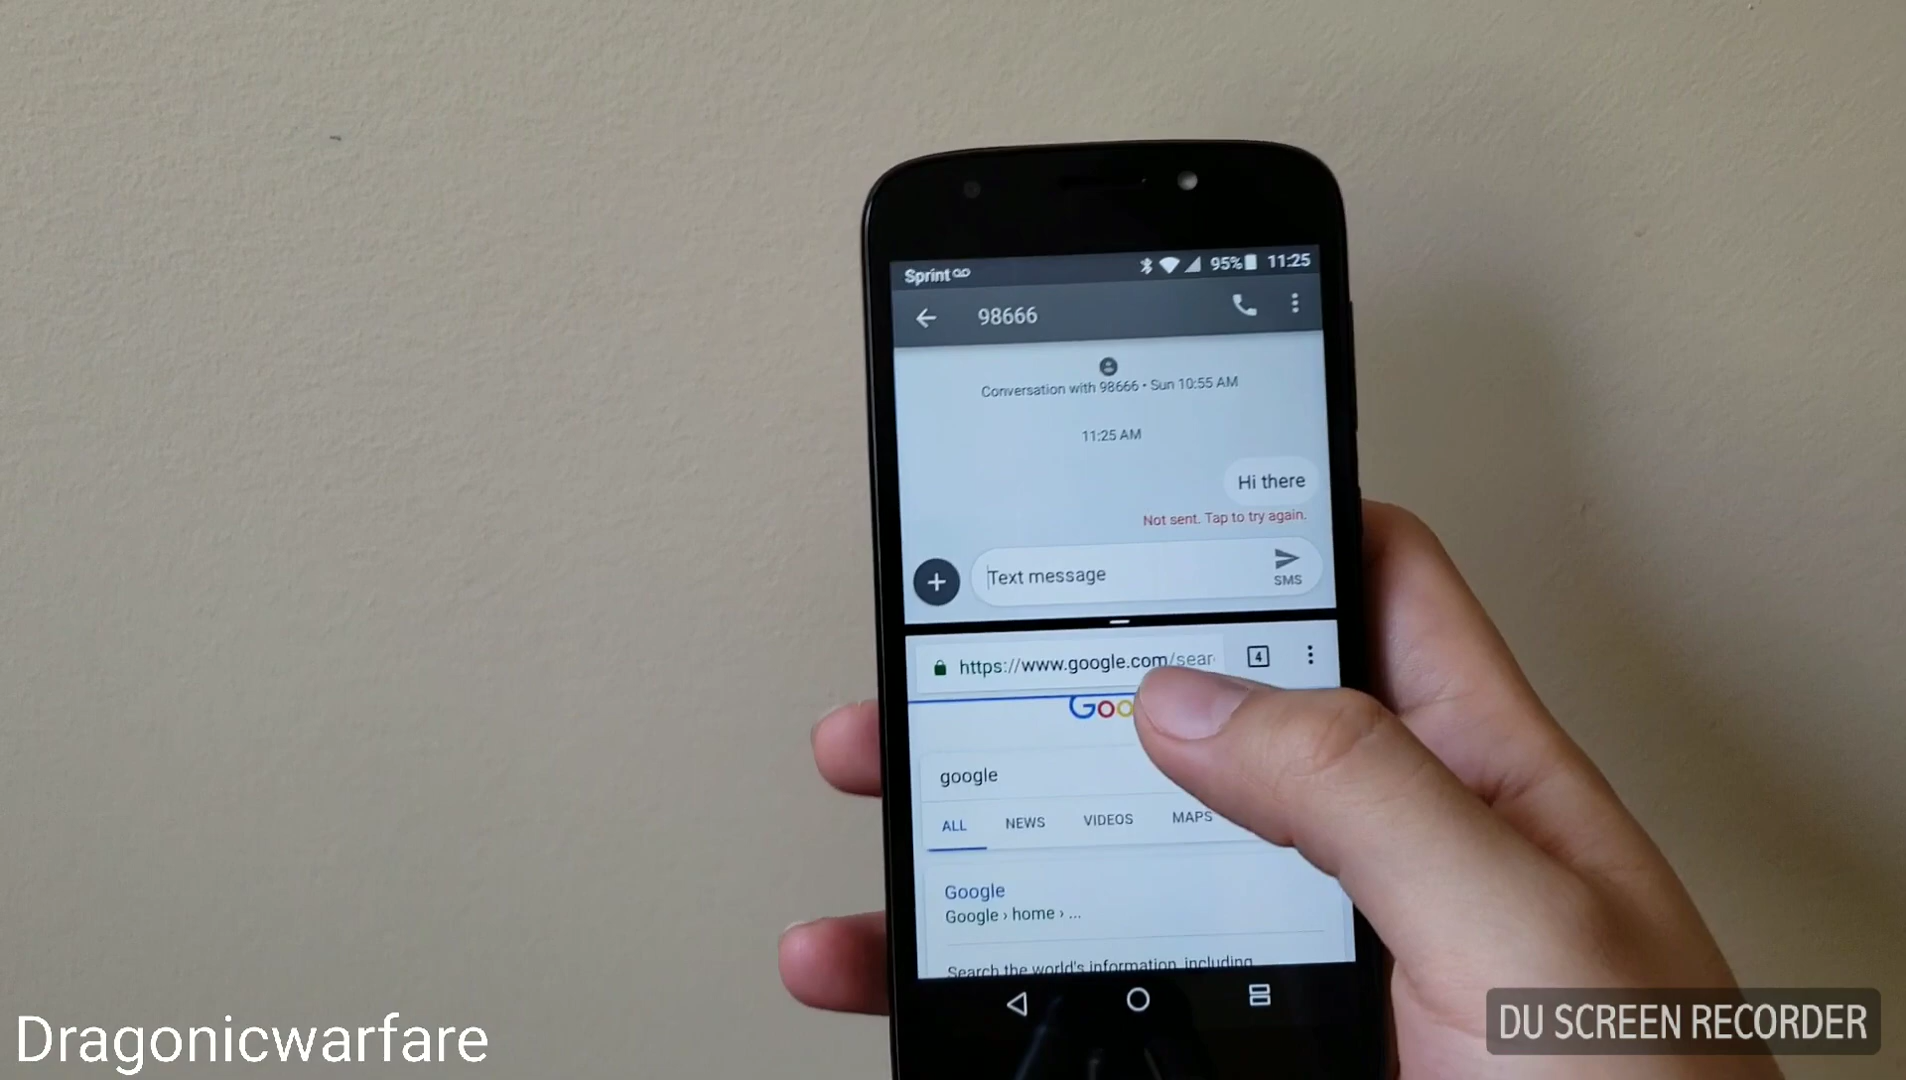 Sprint 95% 11:25
98666
Conversation with 98666 • Sun 10:55 AM
11:25 AM
Hi there
Not sent. Tap to try again.
Text message
SMS
https://www.google.com/sear
4
Goo
google
ALL NEWS VIDEOS MAPS
Google
Google › home › ...
Search the world's information, including
Dragonicwarfare
DU SCREEN RECORDER